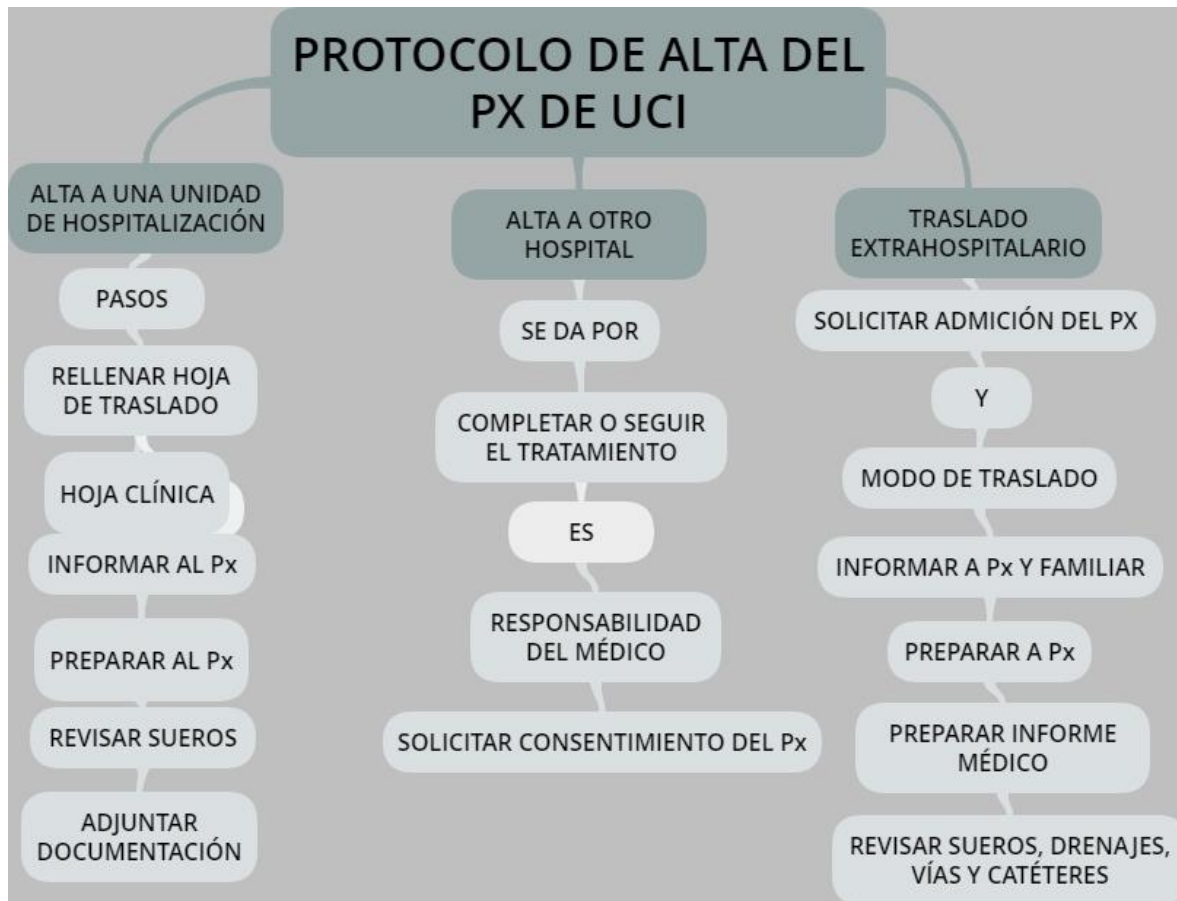 PROTOCOLO DE ALTA DEL
PX DE UCI
ALTA A UNA UNIDAD
DE HOSPITALIZACIÓN
PASOS
RELLENAR HOJA
DE TRASLADO
HOJA CLÍNICA
INFORMAR AL Px
PREPARAR AL Px
REVISAR SUEROS
ADJUNTAR
DOCUMENTACIÓN
ALTA A OTRO
HOSPITAL
SE DA POR
COMPLETAR O SEGUIR
EL TRATAMIENTO
ES
RESPONSABILIDAD
DEL MÉDICO
SOLICITAR CONSENTIMIENTO DEL Px
TRASLADO
EXTRAHOSPITALARIO
SOLICITAR ADMICIÓN DEL PX
Y
MODO DE TRASLADO
INFORMAR A Px Y FAMILIAR
PREPARAR A Px
PREPARAR INFORME
MÉDICO
REVISAR SUEROS, DRENAJES,
VÍAS Y CATÉTERES